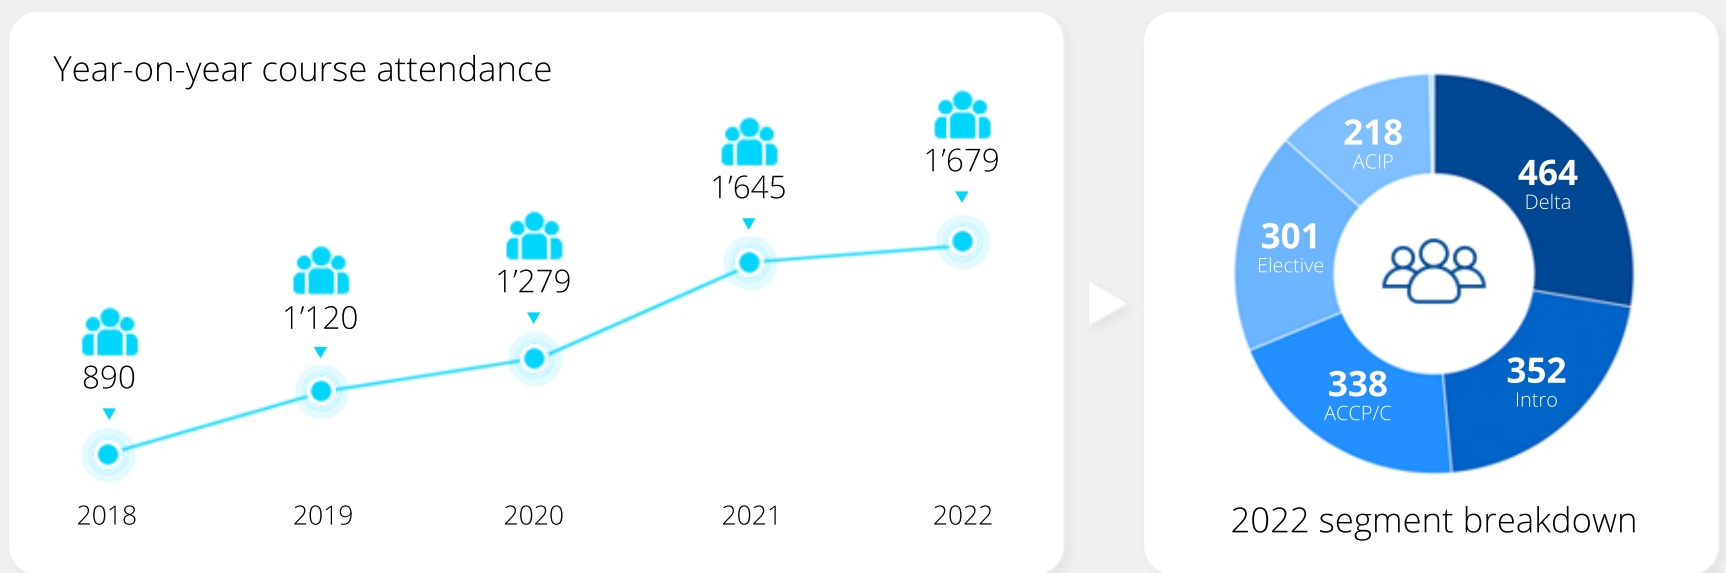 Year-on-year course attendance
890
1’120
1’279
1’645
1’679
2018
2019
2020
2021
2022
218
ACIP
464
Delta
301
Elective
352
Intro
338
ACCP/C
2022 segment breakdown